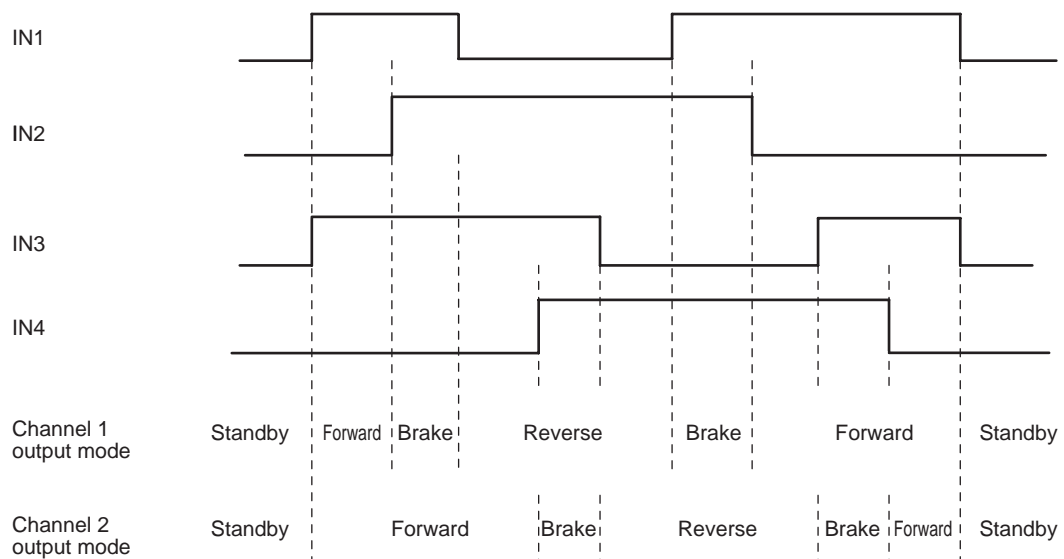 IN1
IN2
IN3
IN4
Channel 1
output mode
Standby Forward Brake Reverse Brake Forward Standby
Channel 2
output mode
Standby Forward Brake Reverse Brake Forward Standby